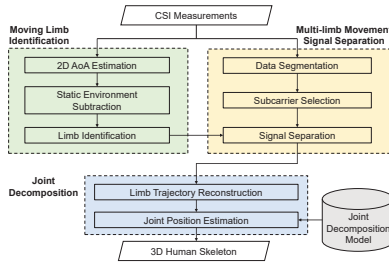 CSI Measurements
Moving Limb
Identification
Multi-limb Movement
Signal Separation
2D AoA Estimation
Static Environment
Subtraction
Limb Identification
Data Segmentation
Subcarrier Selection
Signal Separation
Joint
Decomposition
Limb Trajectory Reconstruction
Joint Position Estimation
Joint
Decomposition
Model
3D Human Skeleton